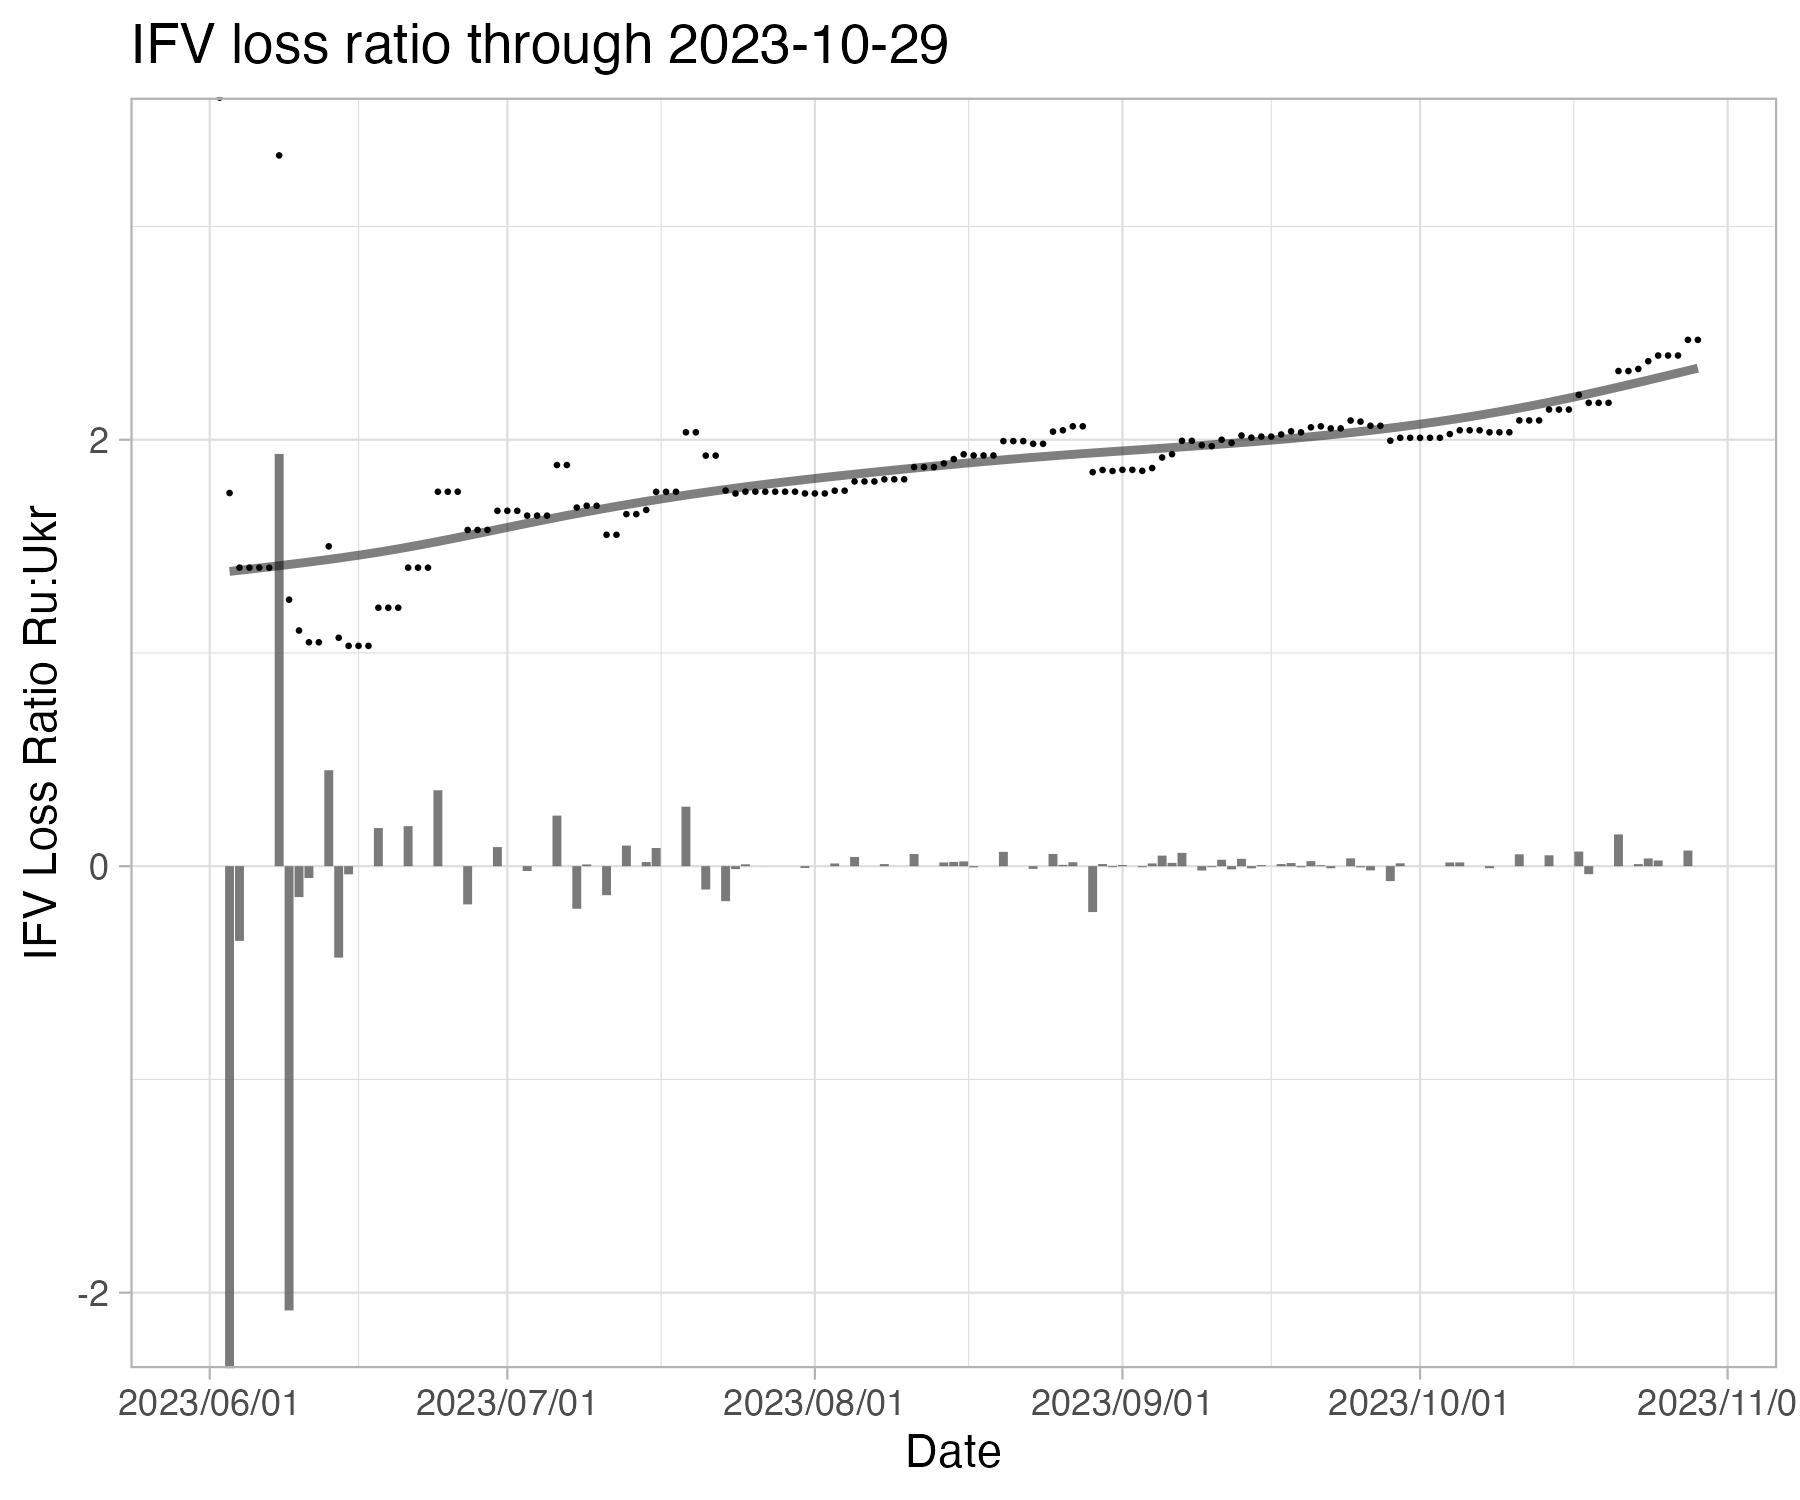 IFV loss ratio through 2023-10-29
IFV Loss Ratio Ru:Ukr
2
0
-2
2023/06/01 2023/07/01 2023/08/01 2023/09/01 2023/10/01 2023/11/0
Date